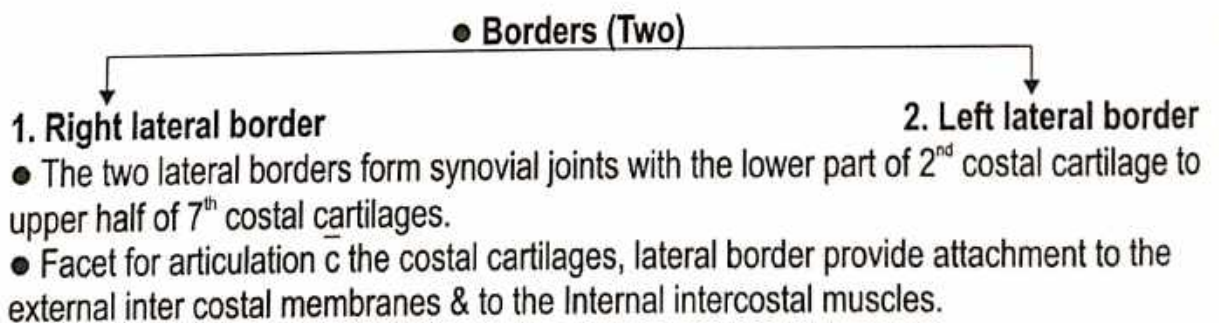 ● Borders (Two)
1. Right lateral border 2. Left lateral border
● The two lateral borders form synovial joints with the lower part of 2nd costal cartilage to
upper half of 7th costal cartilages.
● Facet for articulation c̅ the costal cartilages, lateral border provide attachment to the
external inter costal membranes & to the Internal intercostal muscles.